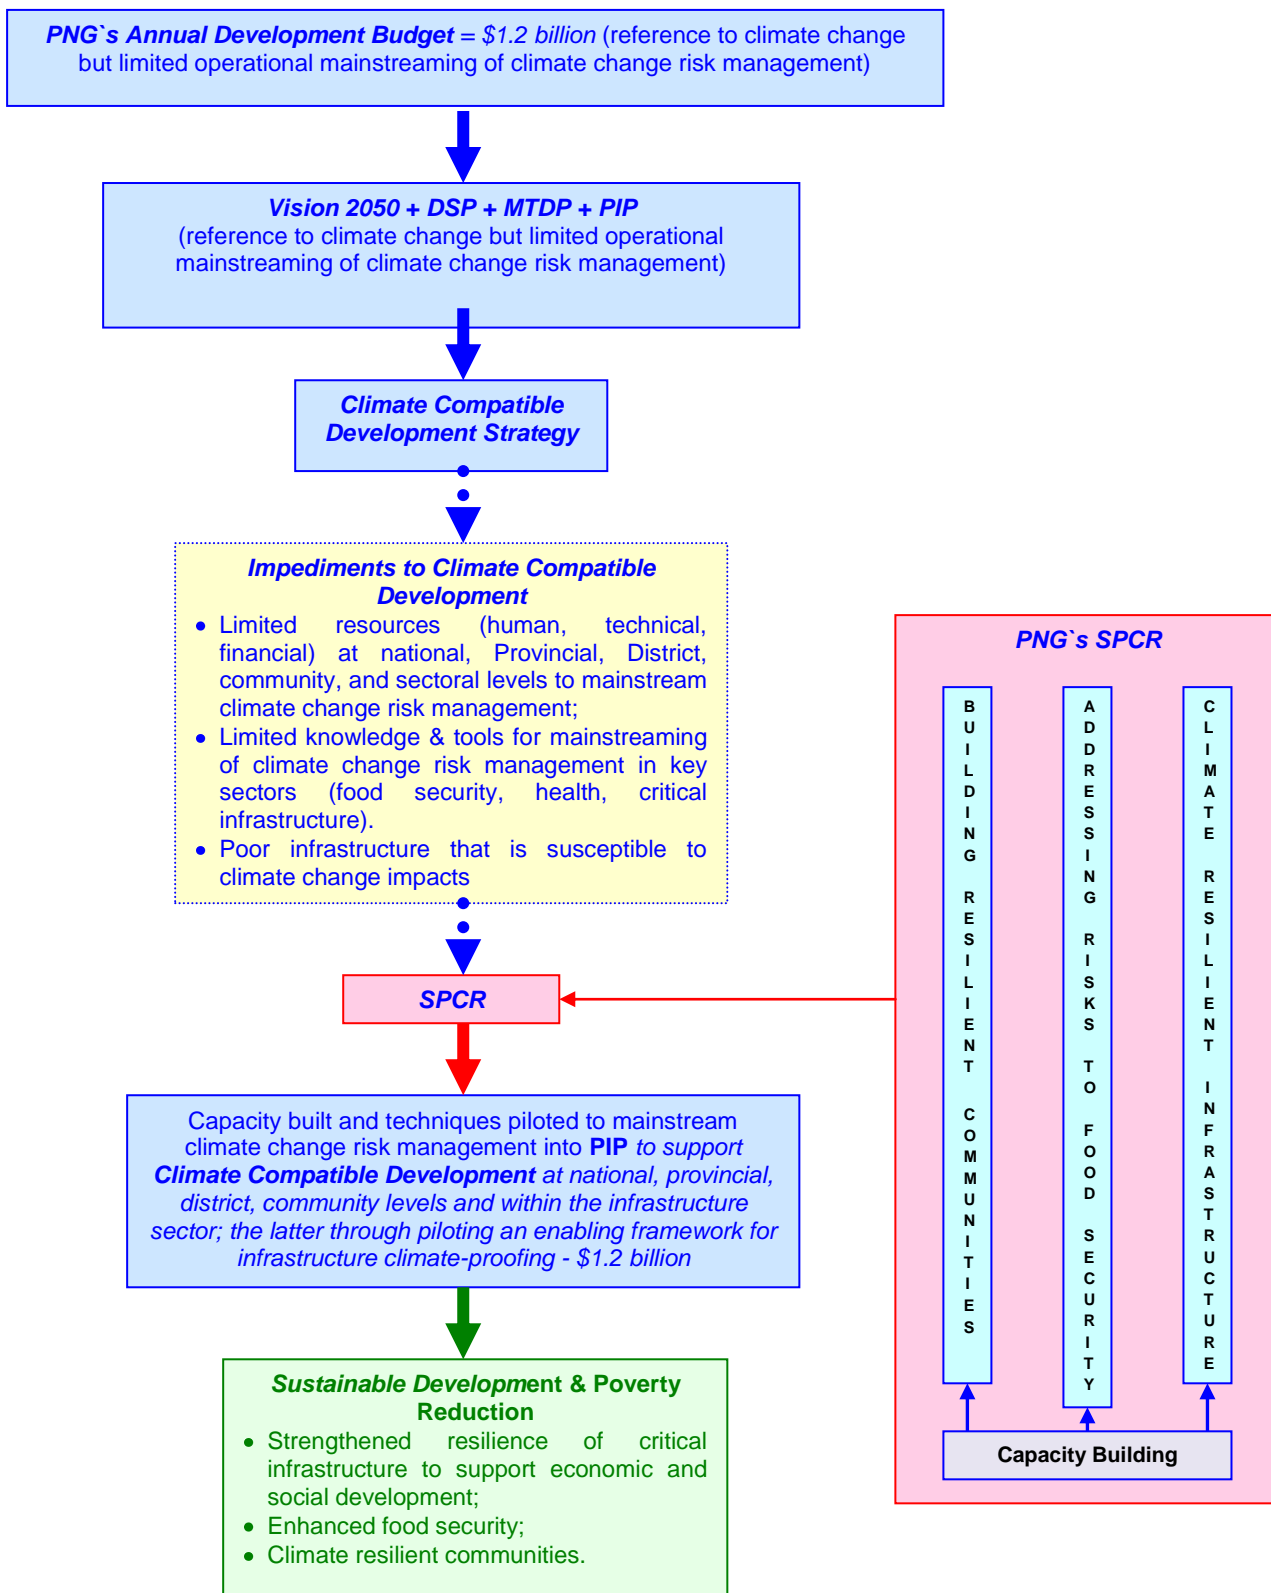 PNG`s Annual Development Budget = $1.2 billion (reference to climate change
but limited operational mainstreaming of climate change risk management)
Vision 2050 + DSP + MTDP + PIP
(reference to climate change but limited operational
mainstreaming of climate change risk management)
Climate Compatible
Development Strategy
Impediments to Climate Compatible
Development
• Limited resources (human, technical,
financial) at national, Provincial, District,
community, and sectoral levels to mainstream
climate change risk management;
• Limited knowledge & tools for mainstreaming
of climate change risk management in key
sectors (food security, health, critical
infrastructure).
• Poor infrastructure that is susceptible to
climate change impacts
SPCR
Capacity built and techniques piloted to mainstream
climate change risk management into PIP to support
Climate Compatible Development at national, provincial,
district, community levels and within the infrastructure
sector; the latter through piloting an enabling framework for
infrastructure climate-proofing - $1.2 billion
Sustainable Development & Poverty
Reduction
• Strengthened resilience of critical
infrastructure to support economic and
social development;
• Enhanced food security;
• Climate resilient communities.
PNG`s SPCR
BUILDING RESILIENT COMMUNITIES
ADDRESSING RISKS TO FOOD SECURITY
CLIMATE RESILIENT INFRASTRUCTURE
Capacity Building